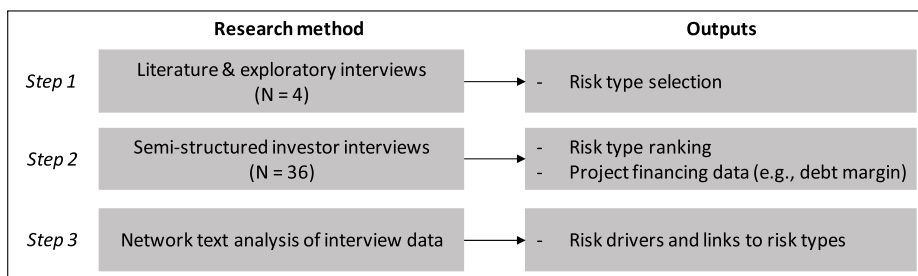 Research method Outputs
Step 1 Literature & exploratory interviews
(N = 4)
- Risk type selection
Step 2 Semi-structured investor interviews
(N = 36)
- Risk type ranking
- Project financing data (e.g., debt margin)
Step 3 Network text analysis of interview data
- Risk drivers and links to risk types